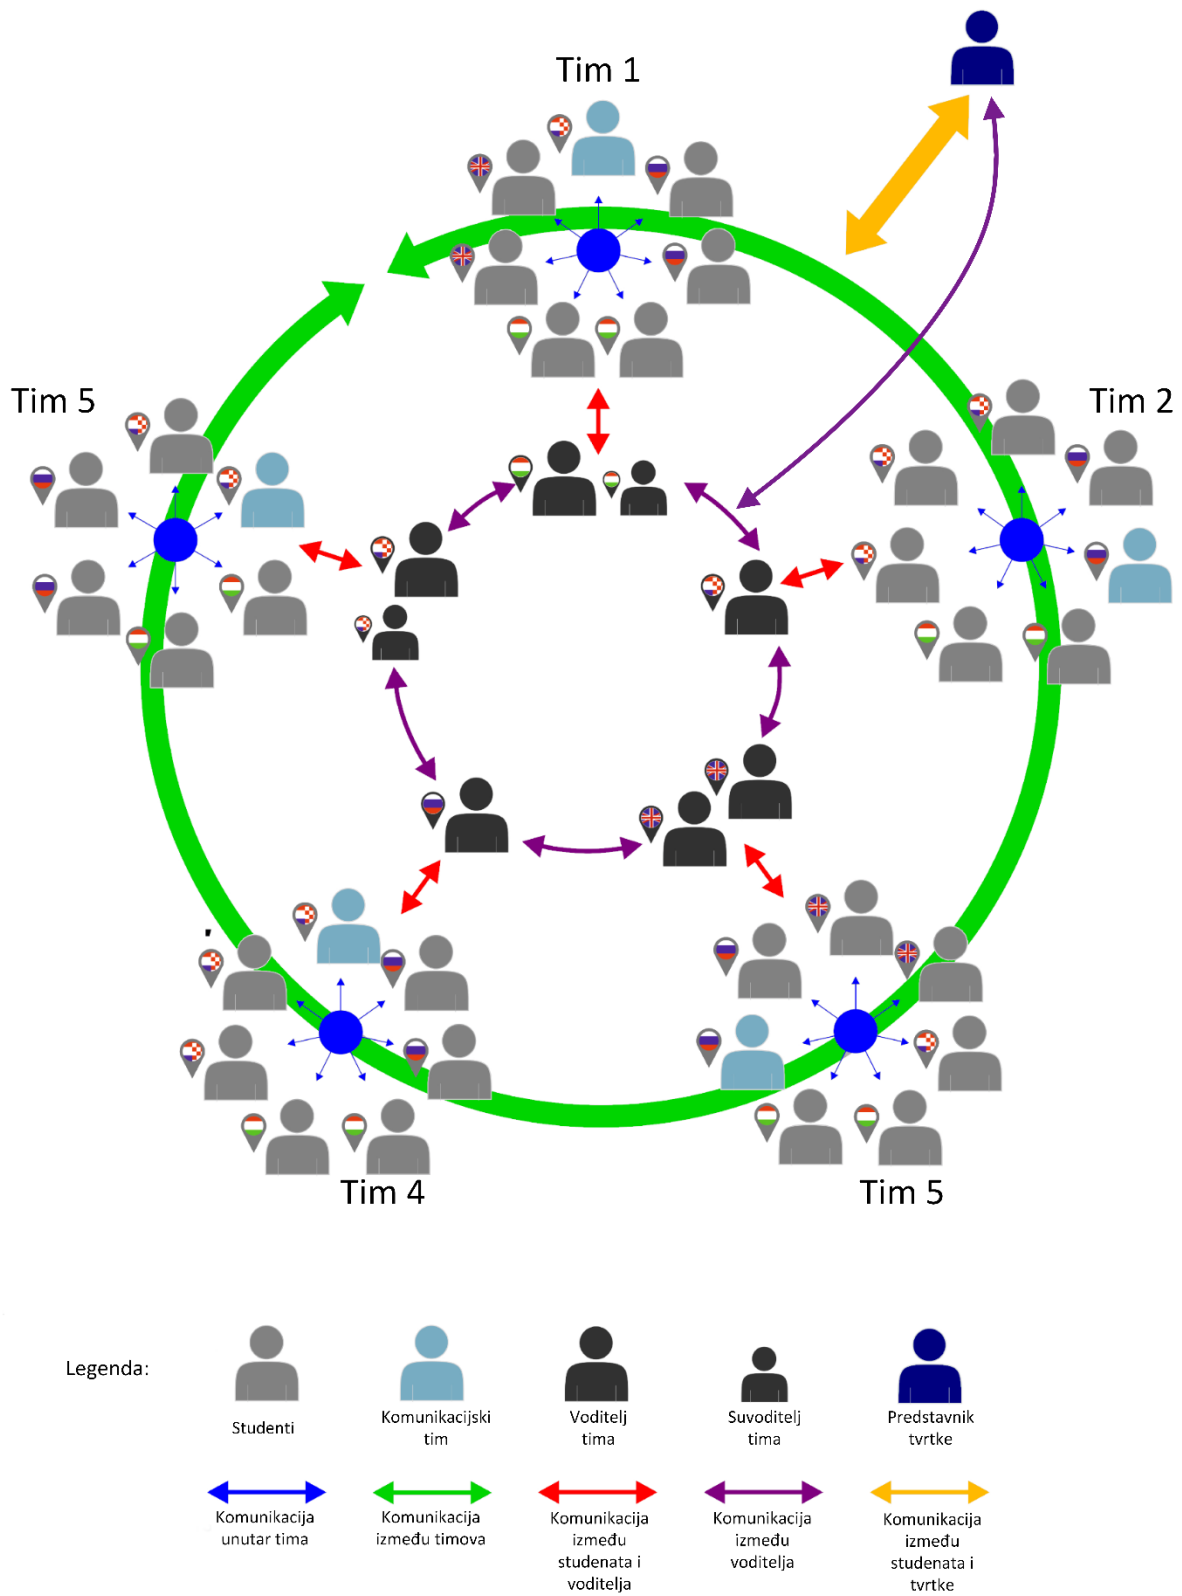 Tim 1
Tim 5
Tim 2
Tim 4
Tim 5
Legenda:
Studenti
Komunikacijski
tim
Voditelj
tima
Suvoditelj
tima
Predstavnik
tvrtke
Komunikacija
unutar tima
Komunikacija
između timova
Komunikacija
između
studenata i
voditelja
Komunikacija
između
voditelja
Komunikacija
između
studenata i
tvrtke